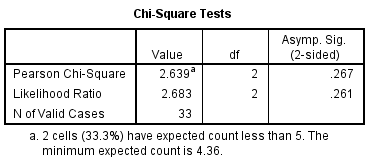 Chi-Square Tests
Value df Asymp. Sig. (2-sided)
Pearson Chi-Square 2.639a 2 .267
Likelihood Ratio 2.683 2 .261
N of Valid Cases 33
a. 2 cells (33.3%) have expected count less than 5. The
minimum expected count is 4.36.